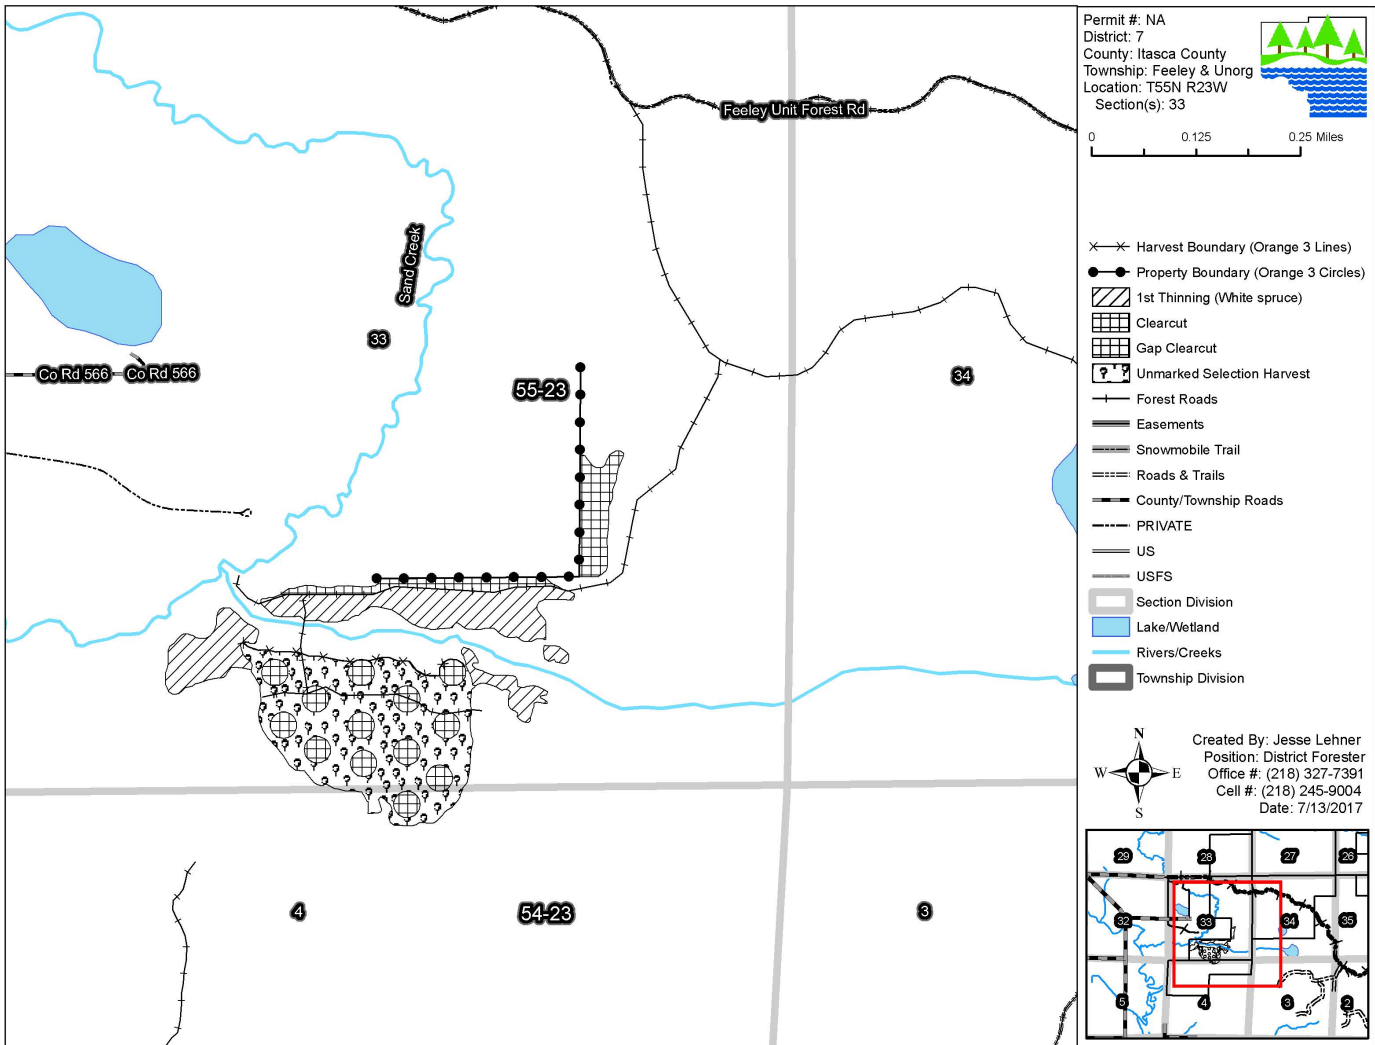 Feeley Unit Forest Rd
Sand Creek
33
Co Rd 566
Co Rd 566
55-23
34
4
54-23
3
Permit #: NA
District: 7
County: Itasca County
Township: Feeley & Unorg
Location: T55N R23W
Section(s): 33
0 0.125 0.25 Miles
Harvest Boundary (Orange 3 Lines)
Property Boundary (Orange 3 Circles)
1st Thinning (White spruce)
Clearcut
Gap Clearcut
Unmarked Selection Harvest
Forest Roads
Easements
Snowmobile Trail
Roads & Trails
County/Township Roads
PRIVATE
US
USFS
Section Division
Lake/Wetland
Rivers/Creeks
Township Division
N
W E
S
Created By: Jesse Lehner
Position: District Forester
Office #: (218) 327-7391
Cell #: (218) 245-9004
Date: 7/13/2017
29 28 27 26
32 33 34 35
5 4 3 2